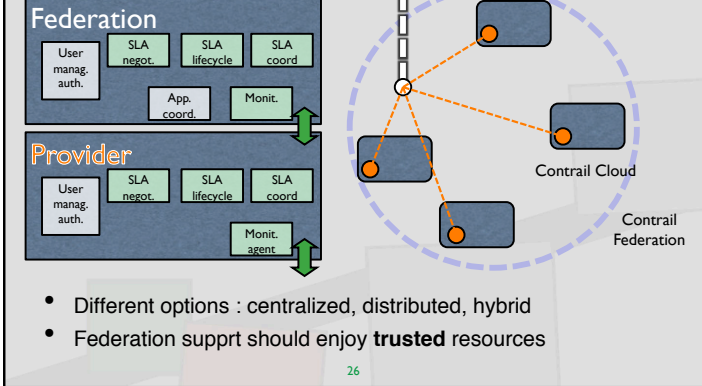 Federation
User
manag.
auth.
SLA
negot.
SLA
lifecycle
SLA
coord
App.
coord.
Monit.
Provider
User
manag.
auth.
SLA
negot.
SLA
lifecycle
SLA
coord
Monit.
agent
Contrail Cloud
Contrail
Federation
• Different options : centralized, distributed, hybrid
• Federation supprt should enjoy trusted resources
26